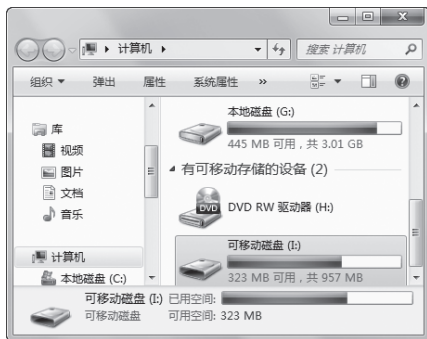 计算机
搜索 计算机
组织 弹出 属性 系统属性 »
库
视频
图片
文档
音乐
计算机
本地磁盘 (C:)
本地磁盘 (G:)
445 MB 可用，共 3.01 GB
有可移动存储的设备 (2)
DVD
DVD RW 驱动器 (H:)
可移动磁盘 (I:)
323 MB 可用，共 957 MB
可移动磁盘 (I:) 已用空间:
可移动磁盘 可用空间: 323 MB